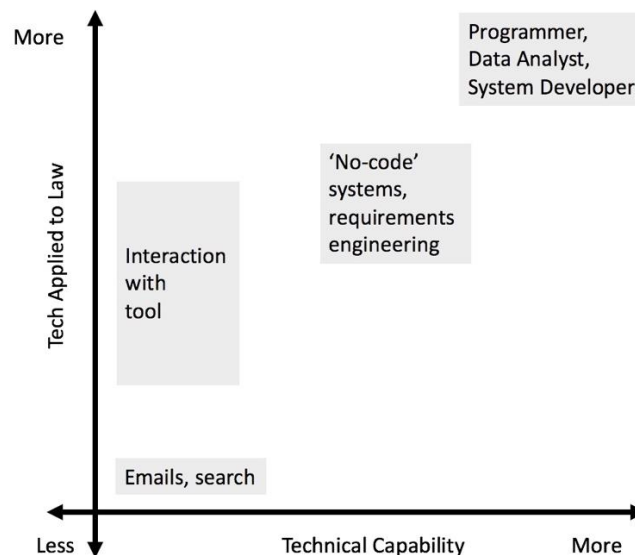 More
Programmer,
Data Analyst,
System Developer
‘No-code’
systems,
requirements
engineering
Interaction
with
tool
Tech Applied to Law
Emails, search
Less
Technical Capability
More